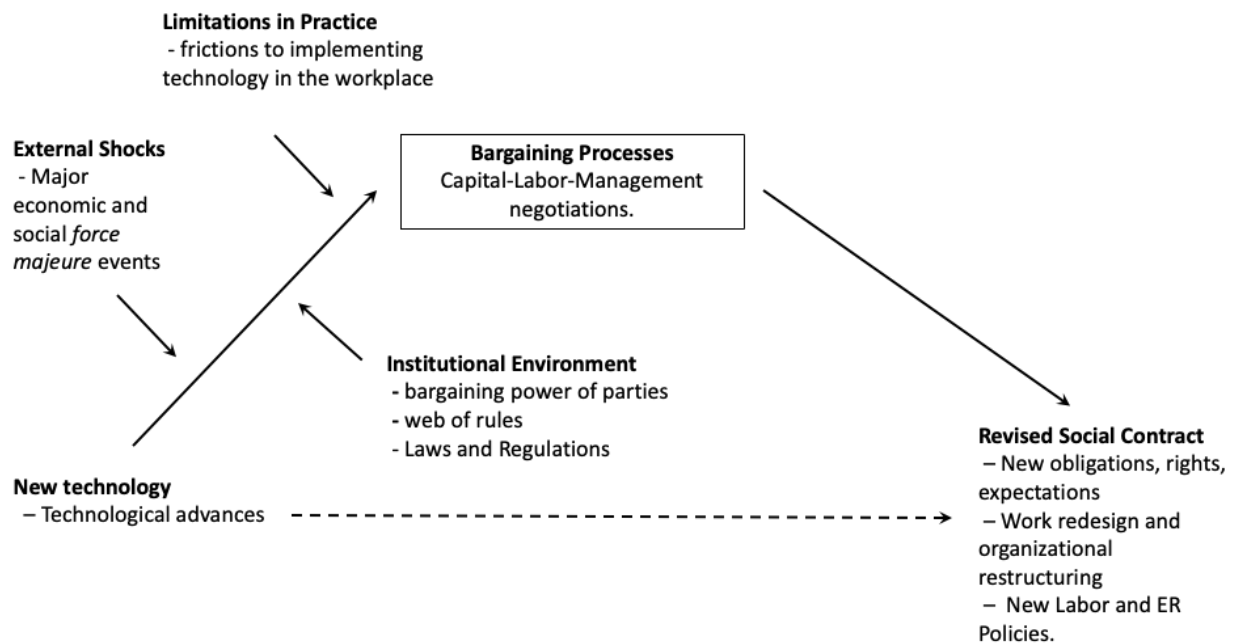 Limitations in Practice
- frictions to implementing
technology in the workplace
External Shocks
- Major
economic and
social force
majeure events
Bargaining Processes
Capital-Labor-Management
negotiations.
Institutional Environment
- bargaining power of parties
- web of rules
- Laws and Regulations
New technology
– Technological advances
Revised Social Contract
– New obligations, rights,
expectations
– Work redesign and
organizational
restructuring
– New Labor and ER
Policies.